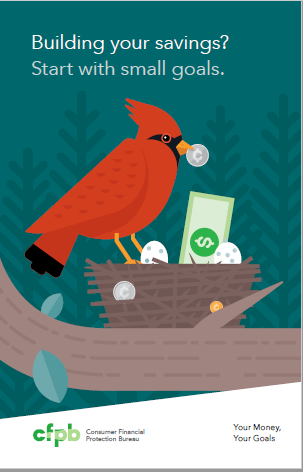 Building your savings?
Start with small goals.
¢
$
¢
¢
cfpb
Consumer Financial
Protection Bureau
Your Money,
Your Goals